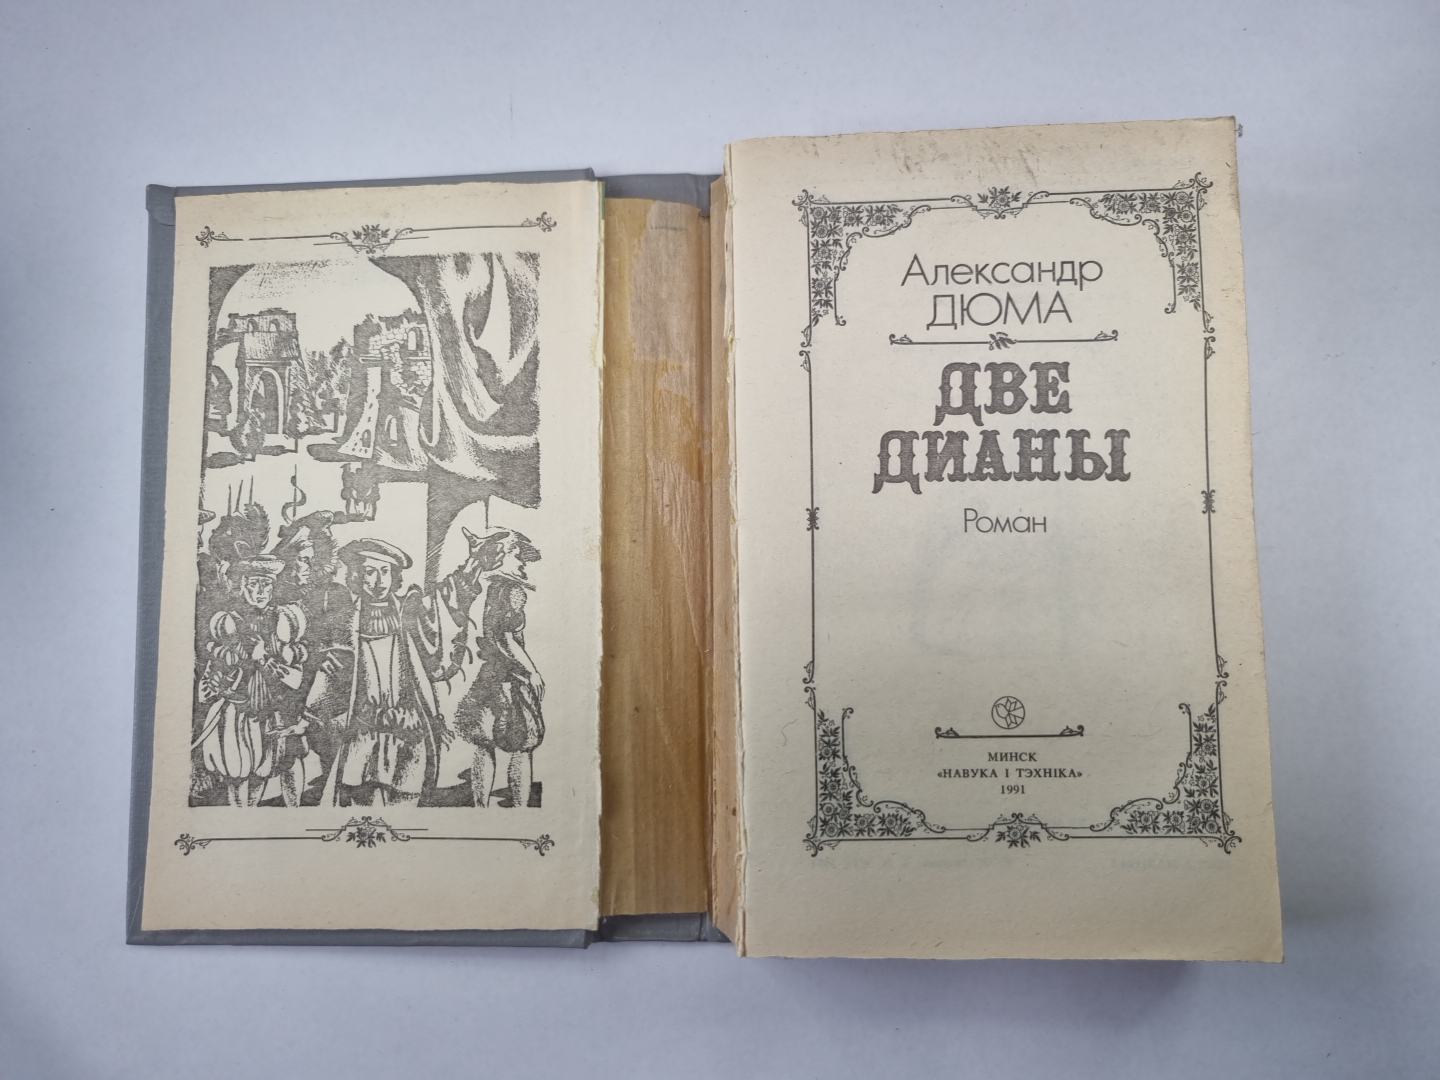 Александр
ДЮМА
ДВЕ
ДИАНЫ
Роман
МИНСК
«НАВУКА І ТЭХНІКА»
1991